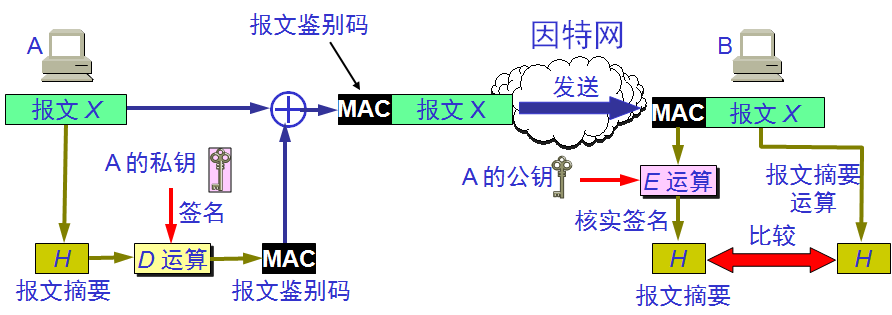 报文鉴别码
因特网
A
B
发送
报文 X
MAC
报文 X
MAC
报文 X
A 的私钥
签名
A 的公钥
E 运算
核实签名
报文摘要
运算
比较
H
D 运算
MAC
H
H
报文摘要
报文鉴别码
报文摘要